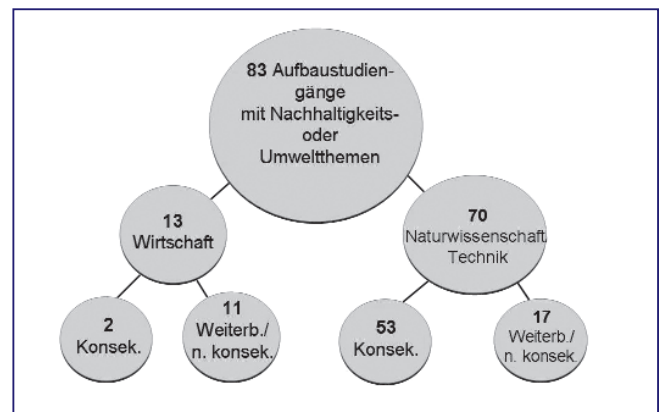 83 Aufbaustudien-
gänge
mit Nachhaltigkeits-
oder
Umweltthemen
13
Wirtschaft
70
Naturwissenschaft
Technik
2
Konsek.
11
Weiterb./
n. konsek.
53
Konsek.
17
Weiterb./
n. konsek.